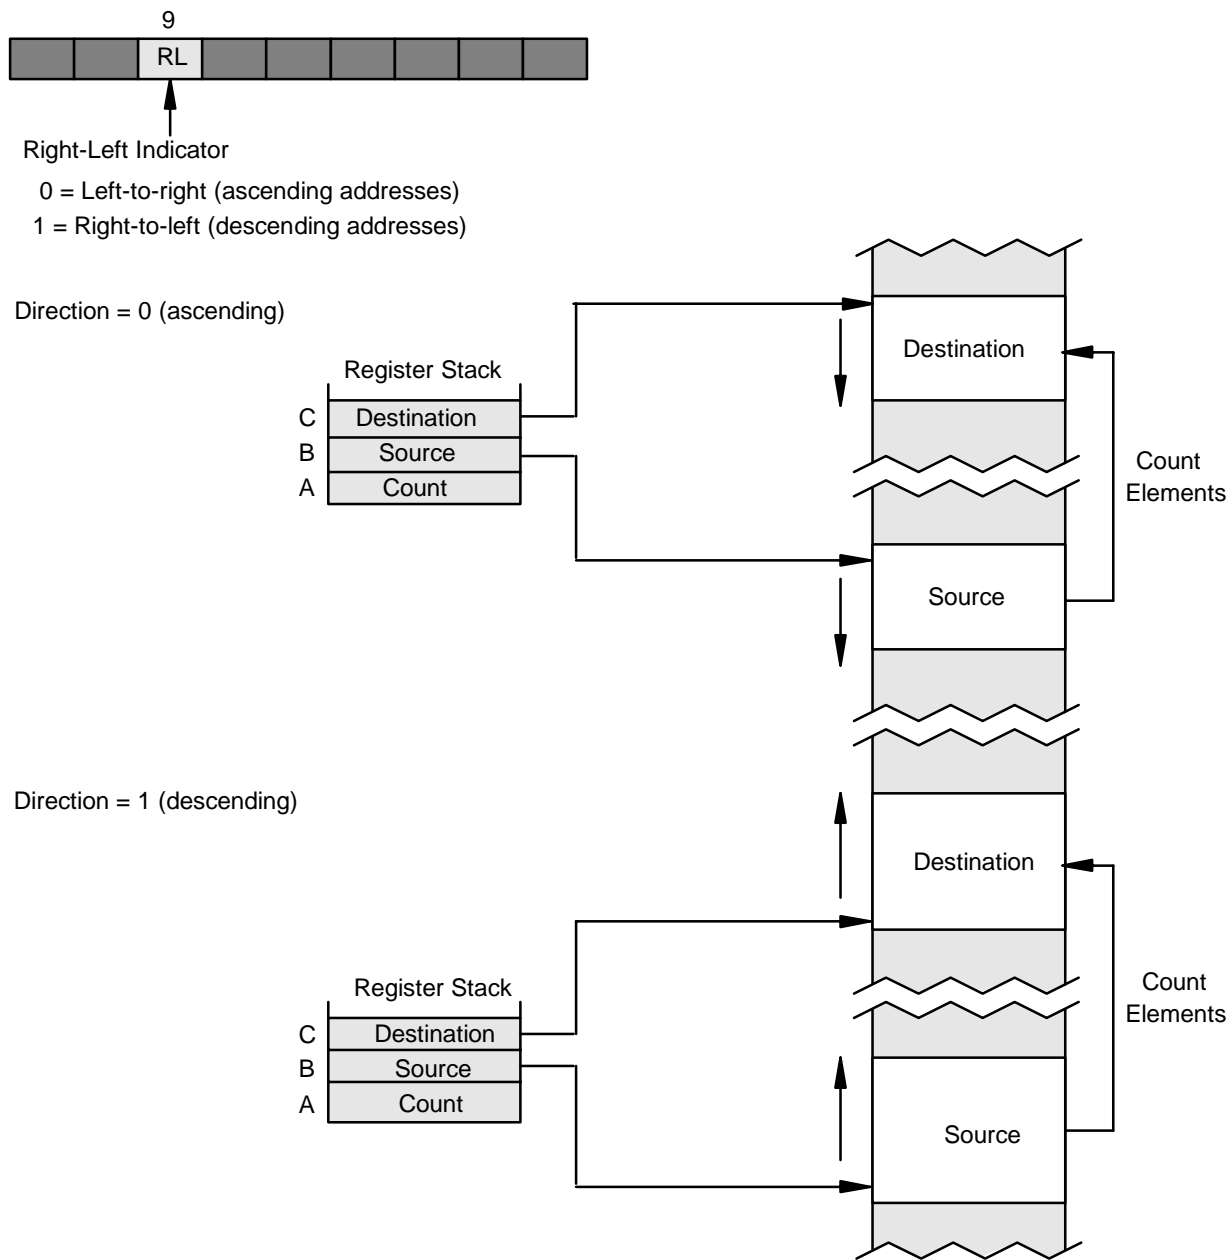 9
RL
Right-Left Indicator
0 = Left-to-right (ascending addresses)
1 = Right-to-left (descending addresses)
Direction = 0 (ascending)
Register Stack
C Destination
B Source
A Count
Destination
Count
Elements
Source
Direction = 1 (descending)
Register Stack
C Destination
B Source
A Count
Destination
Count
Elements
Source